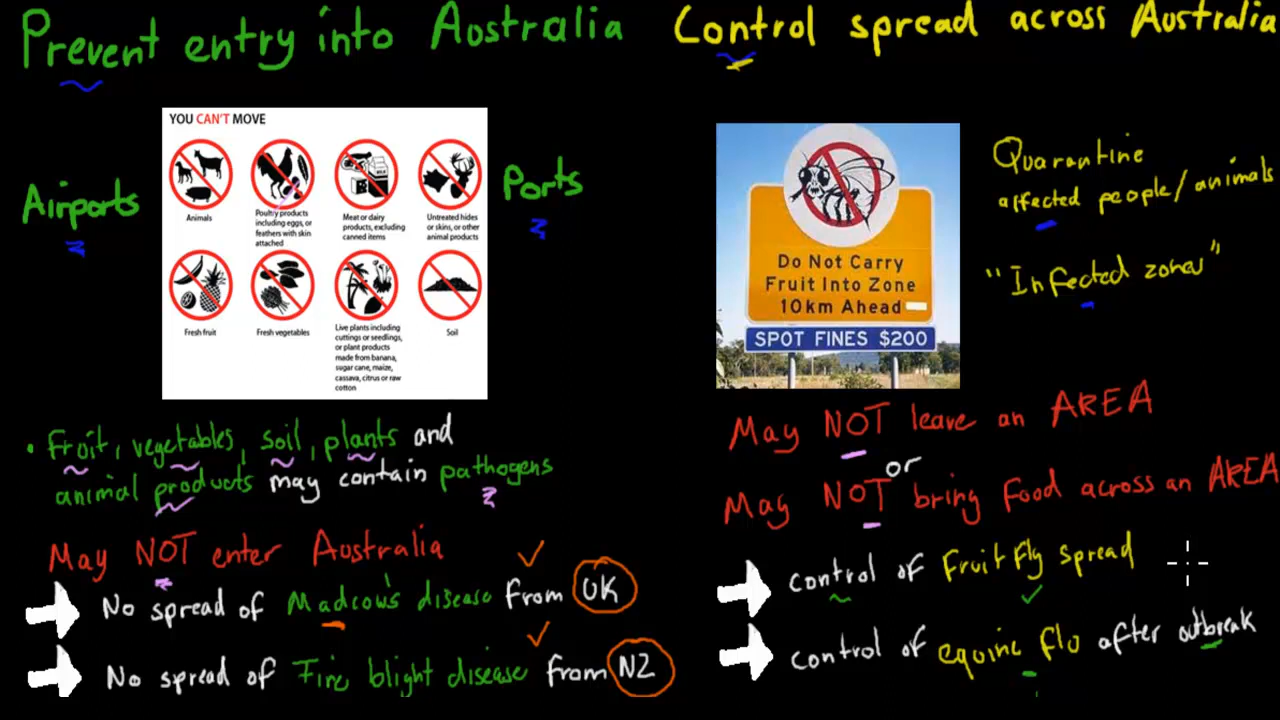 Prevent entry into Australia
Control spread across Australia
YOU CAN'T MOVE
Airports
Ports
Animals
Poultry products
including eggs, or
feathers with skin
attached
Meat or dairy
products, excluding
canned items
Untreated hides
or skins, or other
animal products
Fresh fruit
Fresh vegetables
Live plants including
cuttings or seedlings,
or plant products
made from banana,
sugar cane, maize,
cassava, citrus or raw
cotton
Soil
• Fruit, vegetables, soil, plants and
animal products may contain pathogens
May NOT enter Australia
No spread of Madcow's disease from UK
No spread of Fire blight disease from NZ
Do Not Carry
Fruit Into Zone
10km Ahead
SPOT FINES $200
Quarantine
affected people/animals
"Infected zones"
May NOT leave an AREA
or
May NOT bring Food across an AREA
control of Fruit Fly spread
control of equine flu after outbreak